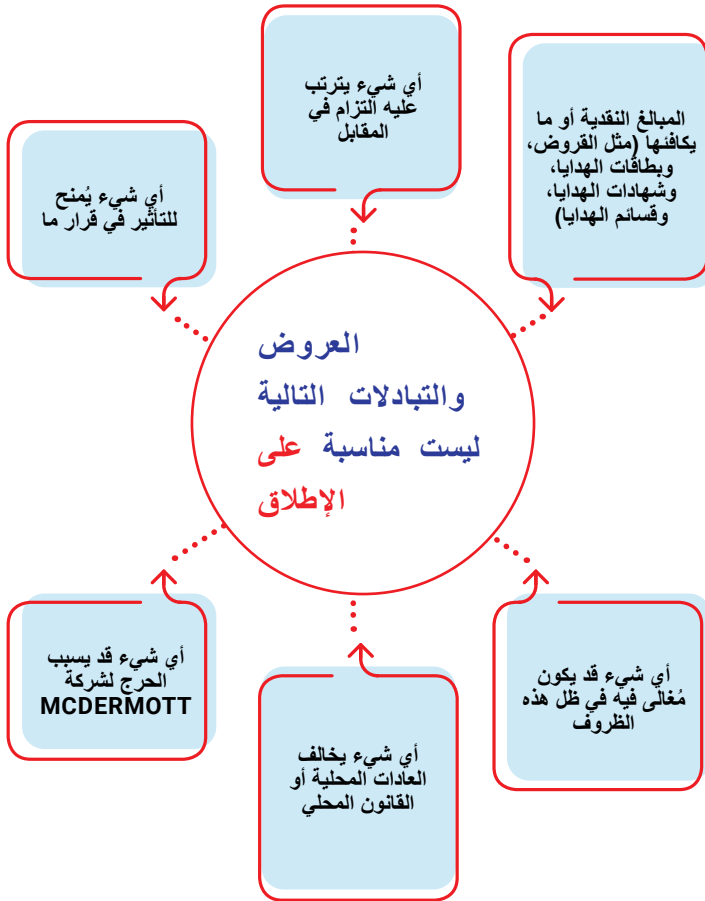 أي شيء يترتب
عليه التزام في
المقابل
المبالغ النقدية أو ما
يكافئها (مثل القروض،
وبطاقات الهدايا،
وشهادات الهدايا،
وقسائم الهدايا)
أي شيء يُمنح
للتأثير في قرار ما
العروض
والتبادلات التالية
ليست مناسبة على
الإطلاق
أي شيء قد يكون
مُغالى فيه في ظل هذه
الظروف
أي شيء يخالف
العادات المحلية أو
القانون المحلي
أي شيء قد يسبب
الحرج لشركة
MCDERMOTT